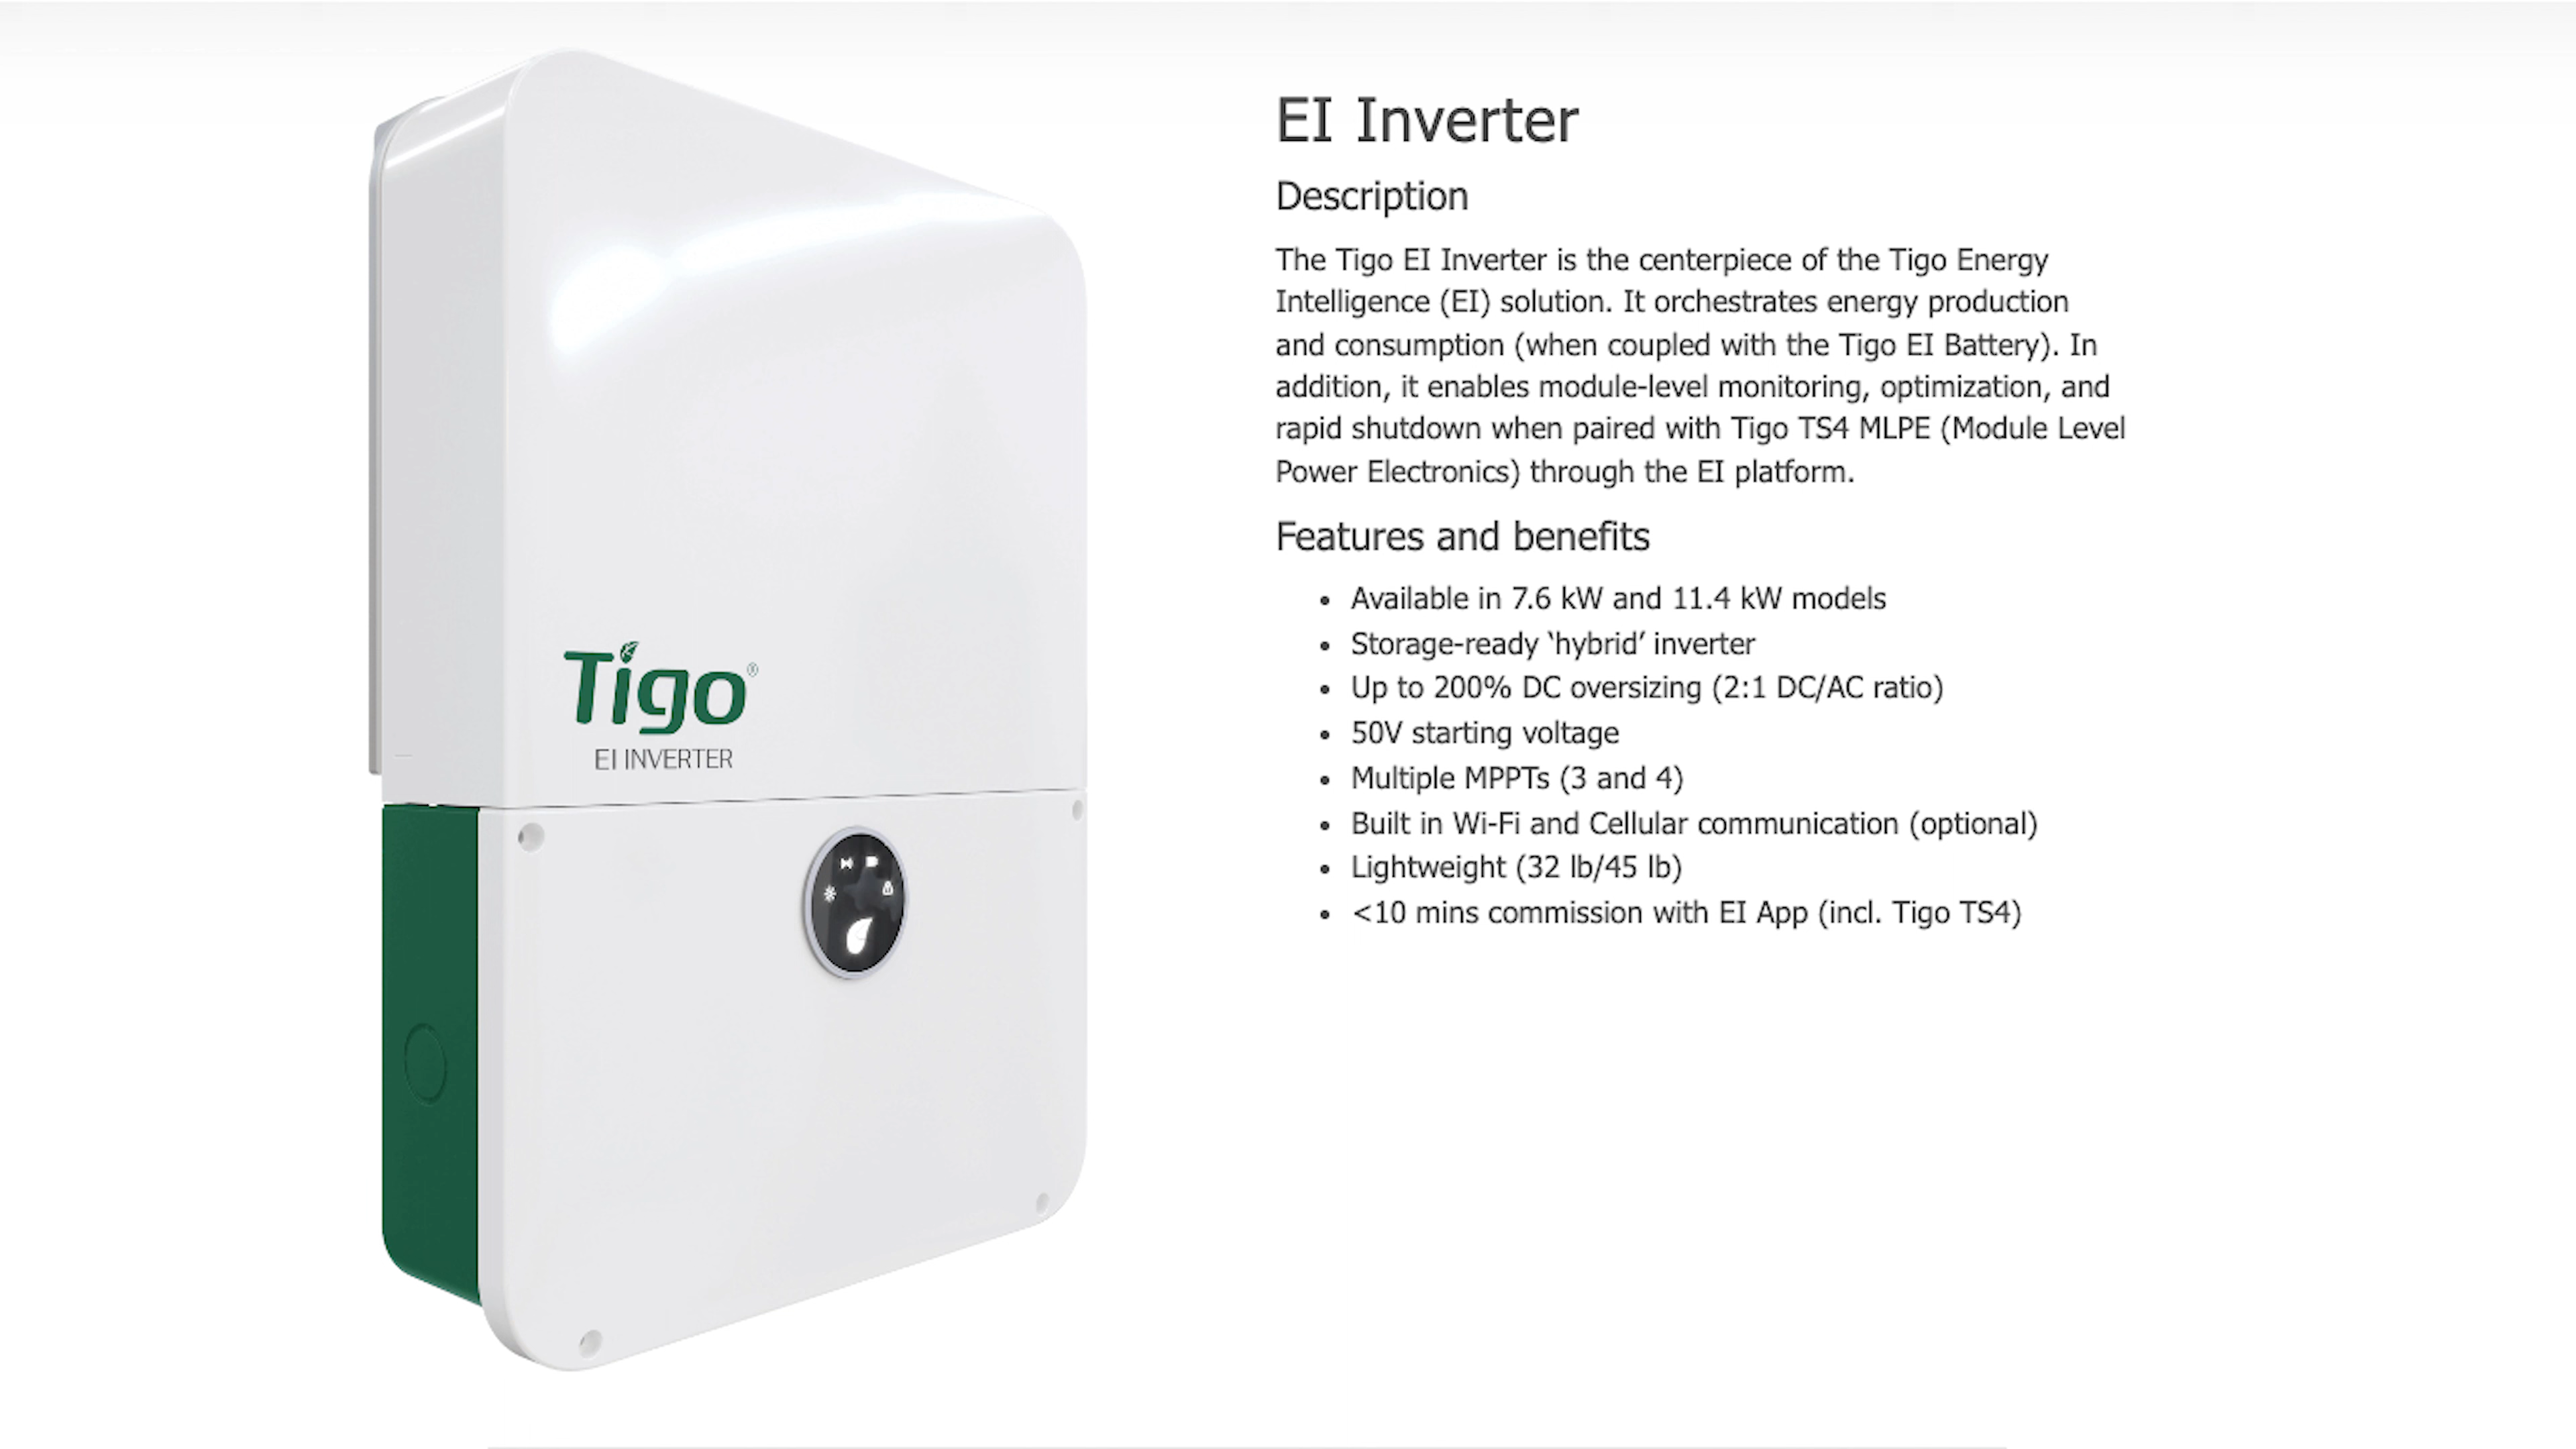 EI Inverter
Description
The Tigo EI Inverter is the centerpiece of the Tigo Energy
Intelligence (EI) solution. It orchestrates energy production
and consumption (when coupled with the Tigo EI Battery). In
addition, it enables module-level monitoring, optimization, and
rapid shutdown when paired with Tigo TS4 MLPE (Module Level
Power Electronics) through the EI platform.
Features and benefits
• Available in 7.6 kW and 11.4 kW models
• Storage-ready ‘hybrid’ inverter
• Up to 200% DC oversizing (2:1 DC/AC ratio)
• 50V starting voltage
• Multiple MPPTs (3 and 4)
• Built in Wi-Fi and Cellular communication (optional)
• Lightweight (32 lb/45 lb)
• <10 mins commission with EI App (incl. Tigo TS4)
Tigo®
EI INVERTER